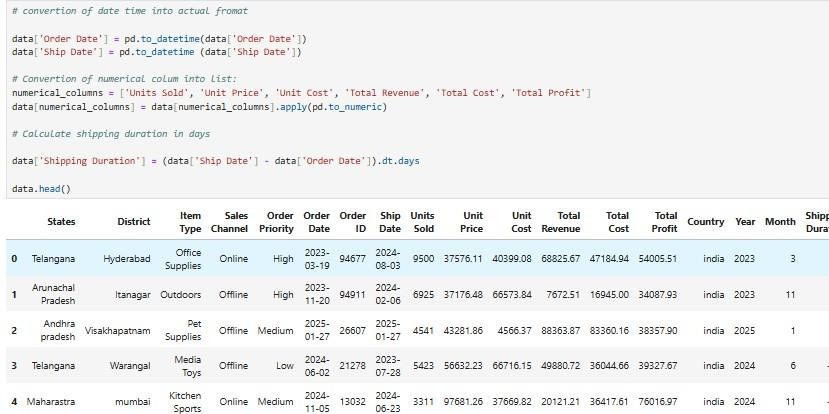 # convertion of date time into actual fromat
data['Order Date'] = pd.to_datetime(data['Order Date'])
data['Ship Date'] = pd.to_datetime (data['Ship Date'])
# Convertion of numerical colum into list:
numerical_columns = ['Units Sold', 'Unit Price', 'Unit Cost', 'Total Revenue', 'Total Cost', 'Total Profit']
data[numerical_columns] = data[numerical_columns].apply(pd.to_numeric)
# Calculate shipping duration in days
data['Shipping Duration'] = (data['Ship Date'] - data['Order Date']).dt.days
data.head()
States District Item Type Sales Channel Order Priority Order Date Order ID Ship Date Units Sold Unit Price Unit Cost Total Revenue Total Cost Total Profit Country Year Month Shipp Dura
0 Telangana Hyderabad Office Supplies Online High 2023-03-19 94677 2024-08-03 9500 37576.11 40399.08 68825.67 47184.94 54005.51 india 2023 3
1 Arunachal Pradesh Itanagar Outdoors Offline High 2023-11-20 94911 2024-02-06 6925 37176.48 66573.84 7672.51 16945.00 34087.93 india 2023 11
2 Andhra pradesh Visakhapatnam Pet Supplies Offline Medium 2025-01-27 26607 2025-01-27 4541 43281.86 4566.37 88363.87 83360.16 38357.90 india 2025 1
3 Telangana Warangal Media Toys Offline Low 2024-06-02 21278 2023-07-28 5423 56632.23 66716.15 49880.72 36044.66 39327.67 india 2024 6 -
4 Maharastra mumbai Kitchen Sports Online Medium 2024-11-05 13032 2024-06-23 3311 97681.26 37669.82 20121.21 36417.61 76016.97 india 2024 11 -